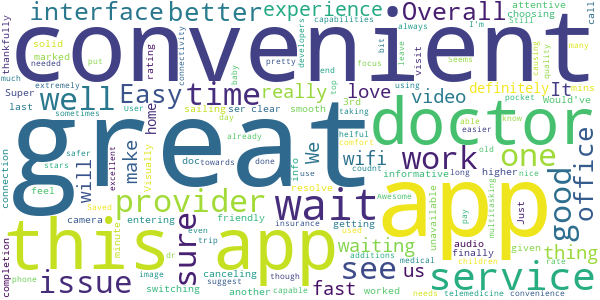 interface better experience Overall
convenient
great
app
this app
doctor
wait
well
Easy
time
really
love
video
It
definitely
attentive
choosing
capabilities
always
still
call
many
I'm
thankfully
solid
marked
Super
last
much
needed
extremely
sometimes
put
rating
connectivity
pretty
developers
end
focus
bit
leave
visit
causing
quality
mins
Seems
user
ser
clear
sailing
smooth
baby
top
3rd
taking
using
pocket
Would've
able
easier
know
home
make
will
We
doc
day
already
Towards
done
info
use
wifi
helful
count
comfort
work
one
old
informative
long
higher
nice
office
good
provider
sure
issue
see
us
service
connection
feel
stars
safer
excellent
Saved
Visually
camera
entering
minute
friendly
even
trip
resolve
insurance
getting
waiting
used
Awesome
pay
multitasking
Just
unavailable
audio
finally
given
thing
completion
phone
image
switching
dr
canceling
suggest
another
though
capable
fast
worked
additions
medical
needs
children
telemedicine
convenience
rate